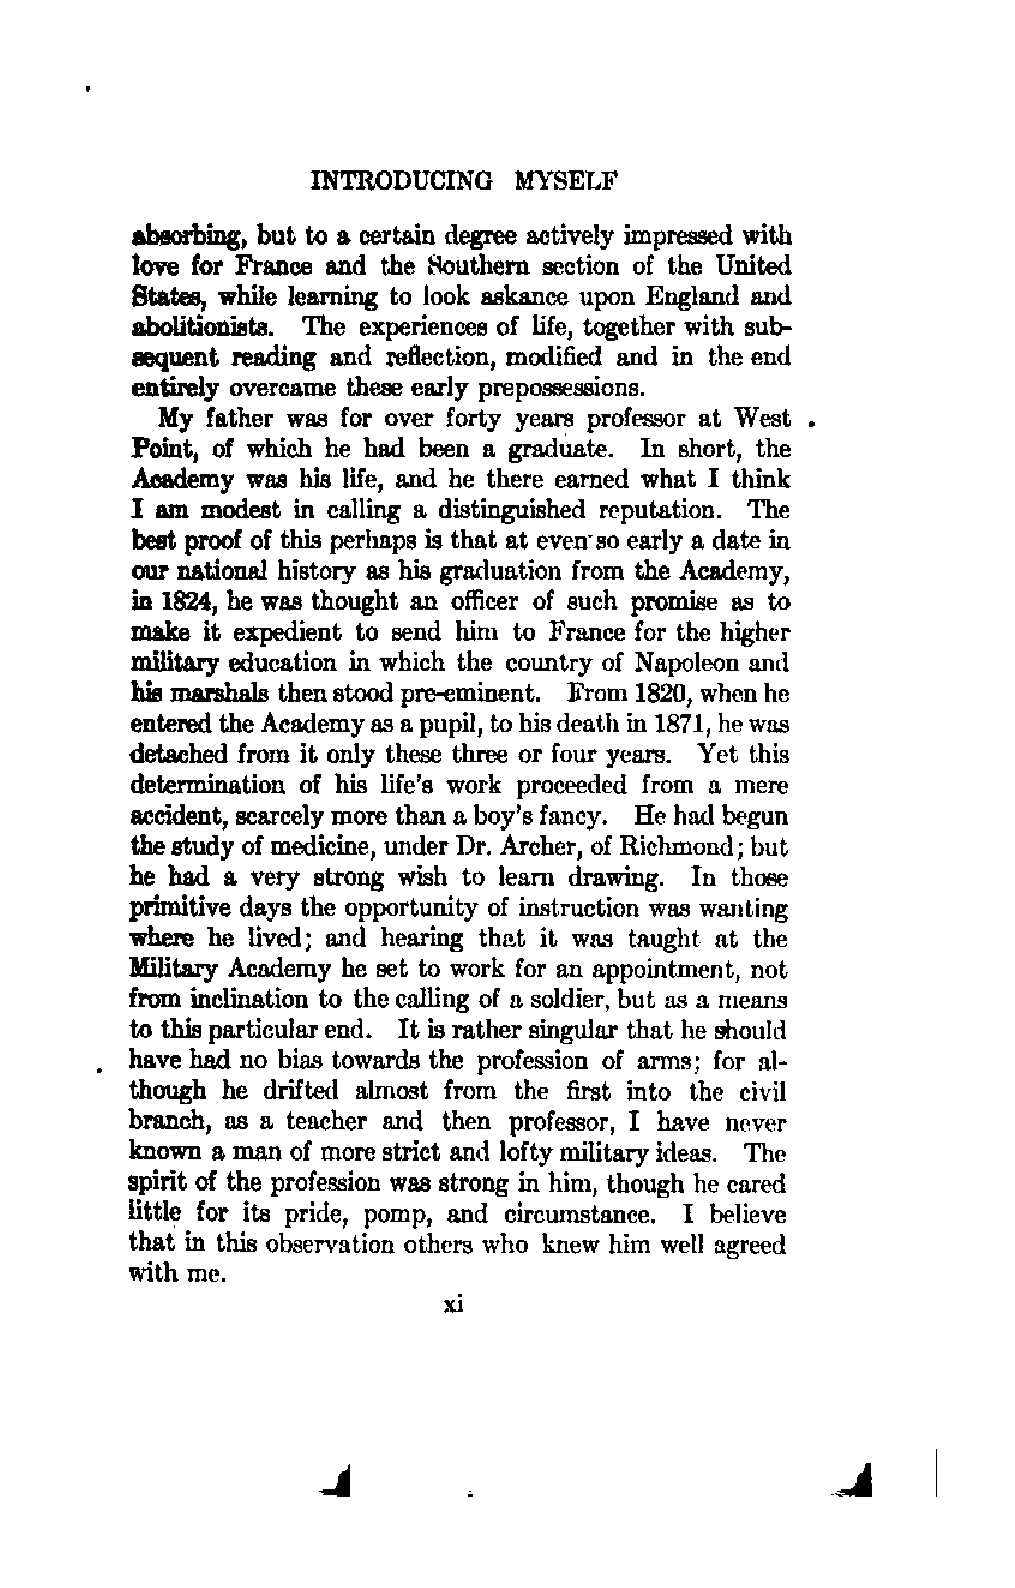 INTRODUCING MYSELF
absorbing, but to a certain degree actively impressed with
love for France and the Southern section of the United
States, while learning to look askance upon England and
abolitionists. The experiences of life, together with sub-
sequent reading and reflection, modified and in the end
entirely overcame these early prepossessions.
My father was for over forty years professor at West
Point, of which he had been a graduate. In short, the
Academy was his life, and he there earned what I think
I am modest in calling a distinguished reputation. The
best proof of this perhaps is that at even so early a date in
our national history as his graduation from the Academy,
in 1824, he was thought an officer of such promise as to
make it expedient to send him to France for the higher
military education in which the country of Napoleon and
his marshals then stood pre-eminent. From 1820, when he
entered the Academy as a pupil, to his death in 1871, he was
detached from it only these three or four years. Yet this
determination of his life's work proceeded from a mere
accident, scarcely more than a boy's fancy. He had begun
the study of medicine, under Dr. Archer, of Richmond; but
he had a very strong wish to learn drawing. In those
primitive days the opportunity of instruction was wanting
where he lived; and hearing that it was taught at the
Military Academy he set to work for an appointment, not
from inclination to the calling of a soldier, but as a means
to this particular end. It is rather singular that he should
have had no bias towards the profession of arms; for al-
though he drifted almost from the first into the civil
branch, as a teacher and then professor, I have never
known a man of more strict and lofty military ideas. The
spirit of the profession was strong in him, though he cared
little for its pride, pomp, and circumstance. I believe
that in this observation others who knew him well agreed
with me.
xi